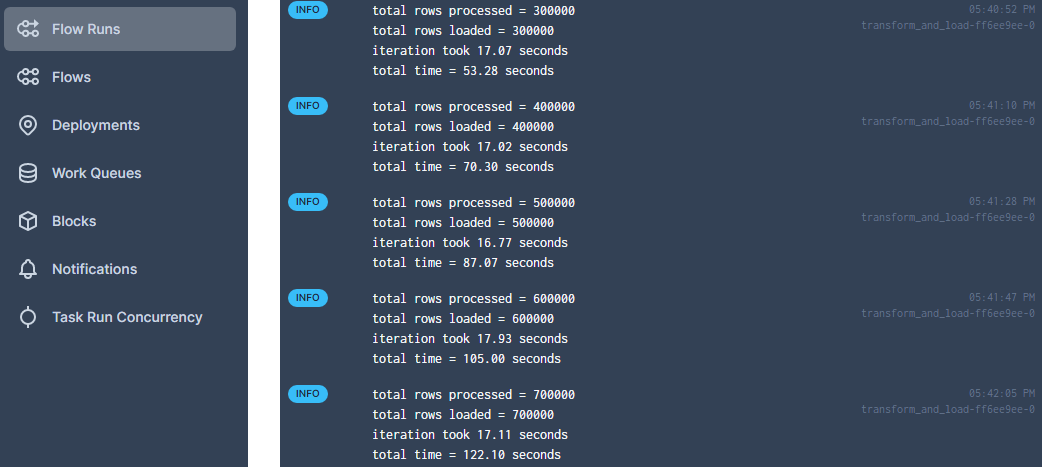 Flow Runs
Flows
Deployments
Work Queues
Blocks
Notifications
Task Run Concurrency
INFO
total rows processed = 300000
total rows loaded = 300000
iteration took 17.07 seconds
total time = 53.28 seconds
05:40:52 PM
transform_and_load-ff6ee9ee-0
INFO
total rows processed = 400000
total rows loaded = 400000
iteration took 17.02 seconds
total time = 70.30 seconds
05:41:10 PM
transform_and_load-ff6ee9ee-0
INFO
total rows processed = 500000
total rows loaded = 500000
iteration took 16.77 seconds
total time = 87.07 seconds
05:41:28 PM
transform_and_load-ff6ee9ee-0
INFO
total rows processed = 600000
total rows loaded = 600000
iteration took 17.93 seconds
total time = 105.00 seconds
05:41:47 PM
transform_and_load-ff6ee9ee-0
INFO
total rows processed = 700000
total rows loaded = 700000
iteration took 17.11 seconds
total time = 122.10 seconds
05:42:05 PM
transform_and_load-ff6ee9ee-0